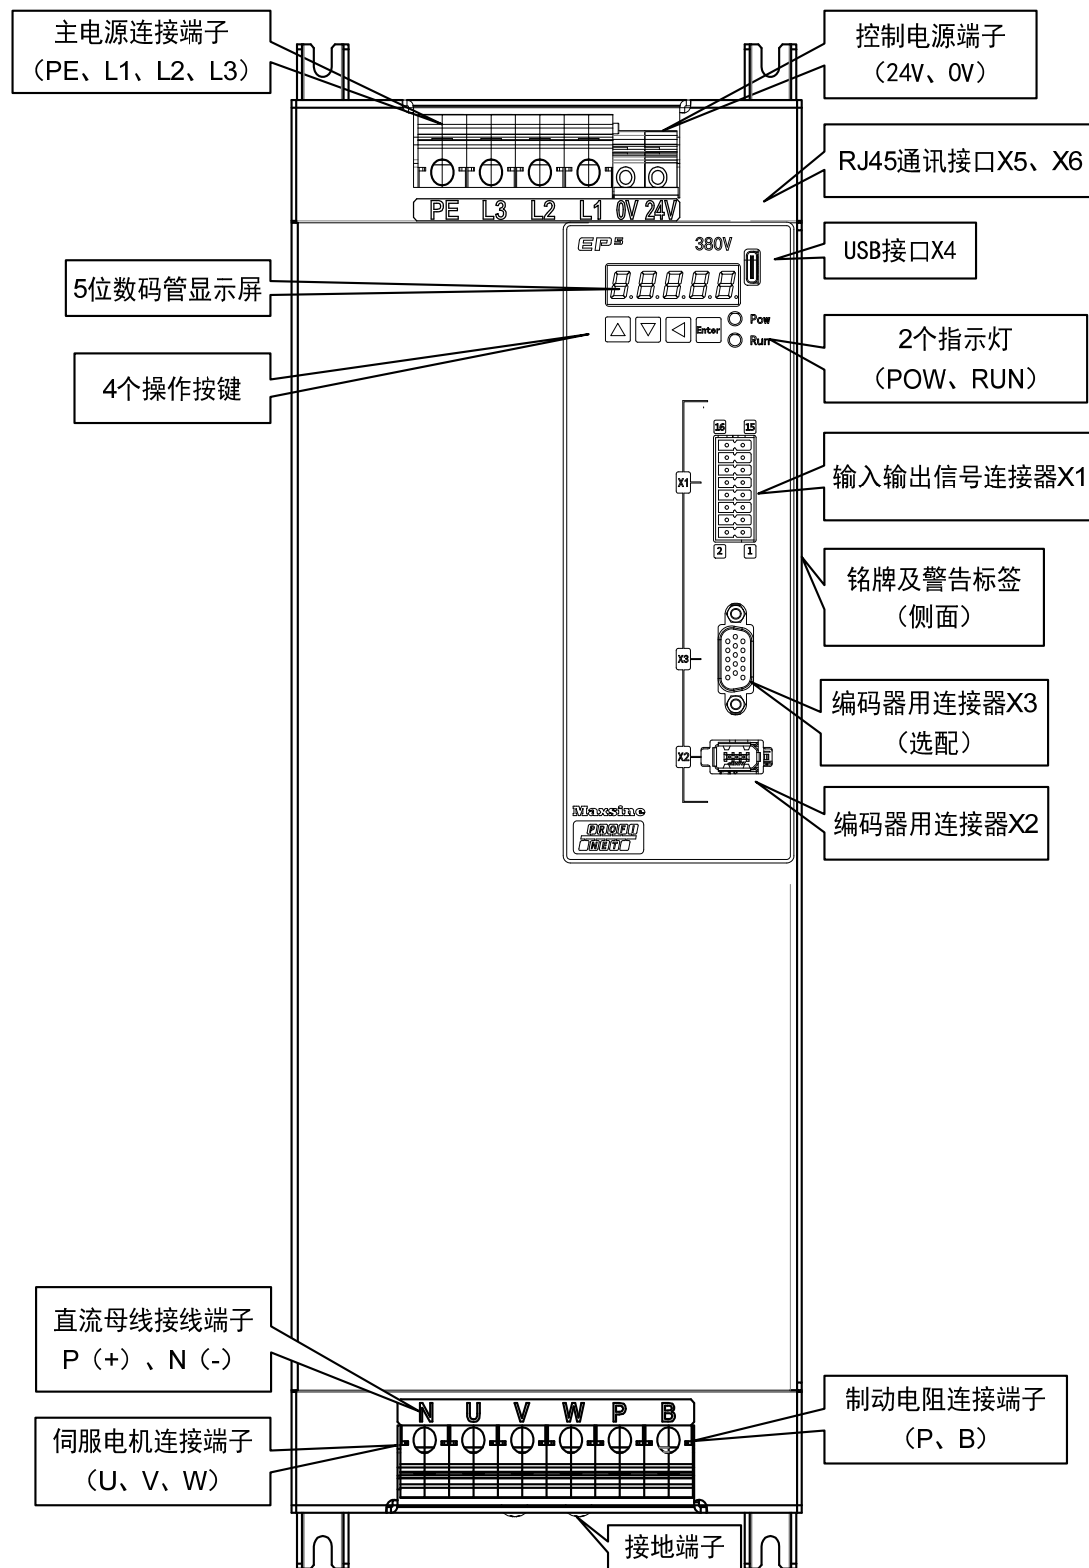 主电源连接端子
（PE、L1、L2、L3）
控制电源端子
（24V、0V）
RJ45通讯接口X5、X6
PE L3 L2 L1 0V 24V
EP5 380V
USB接口X4
5位数码管显示屏
8.8.8.8.8.
Enter
Pow
Run
2个指示灯
（POW、RUN）
4个操作按键
16 15
X1
输入输出信号连接器X1
2 1
铭牌及警告标签
（侧面）
X3
编码器用连接器X3
（选配）
X2
编码器用连接器X2
Maxsine
PROFI
NET
直流母线接线端子
P（+）、N（-）
N U V W P B
制动电阻连接端子
（P、B）
伺服电机连接端子
（U、V、W）
接地端子